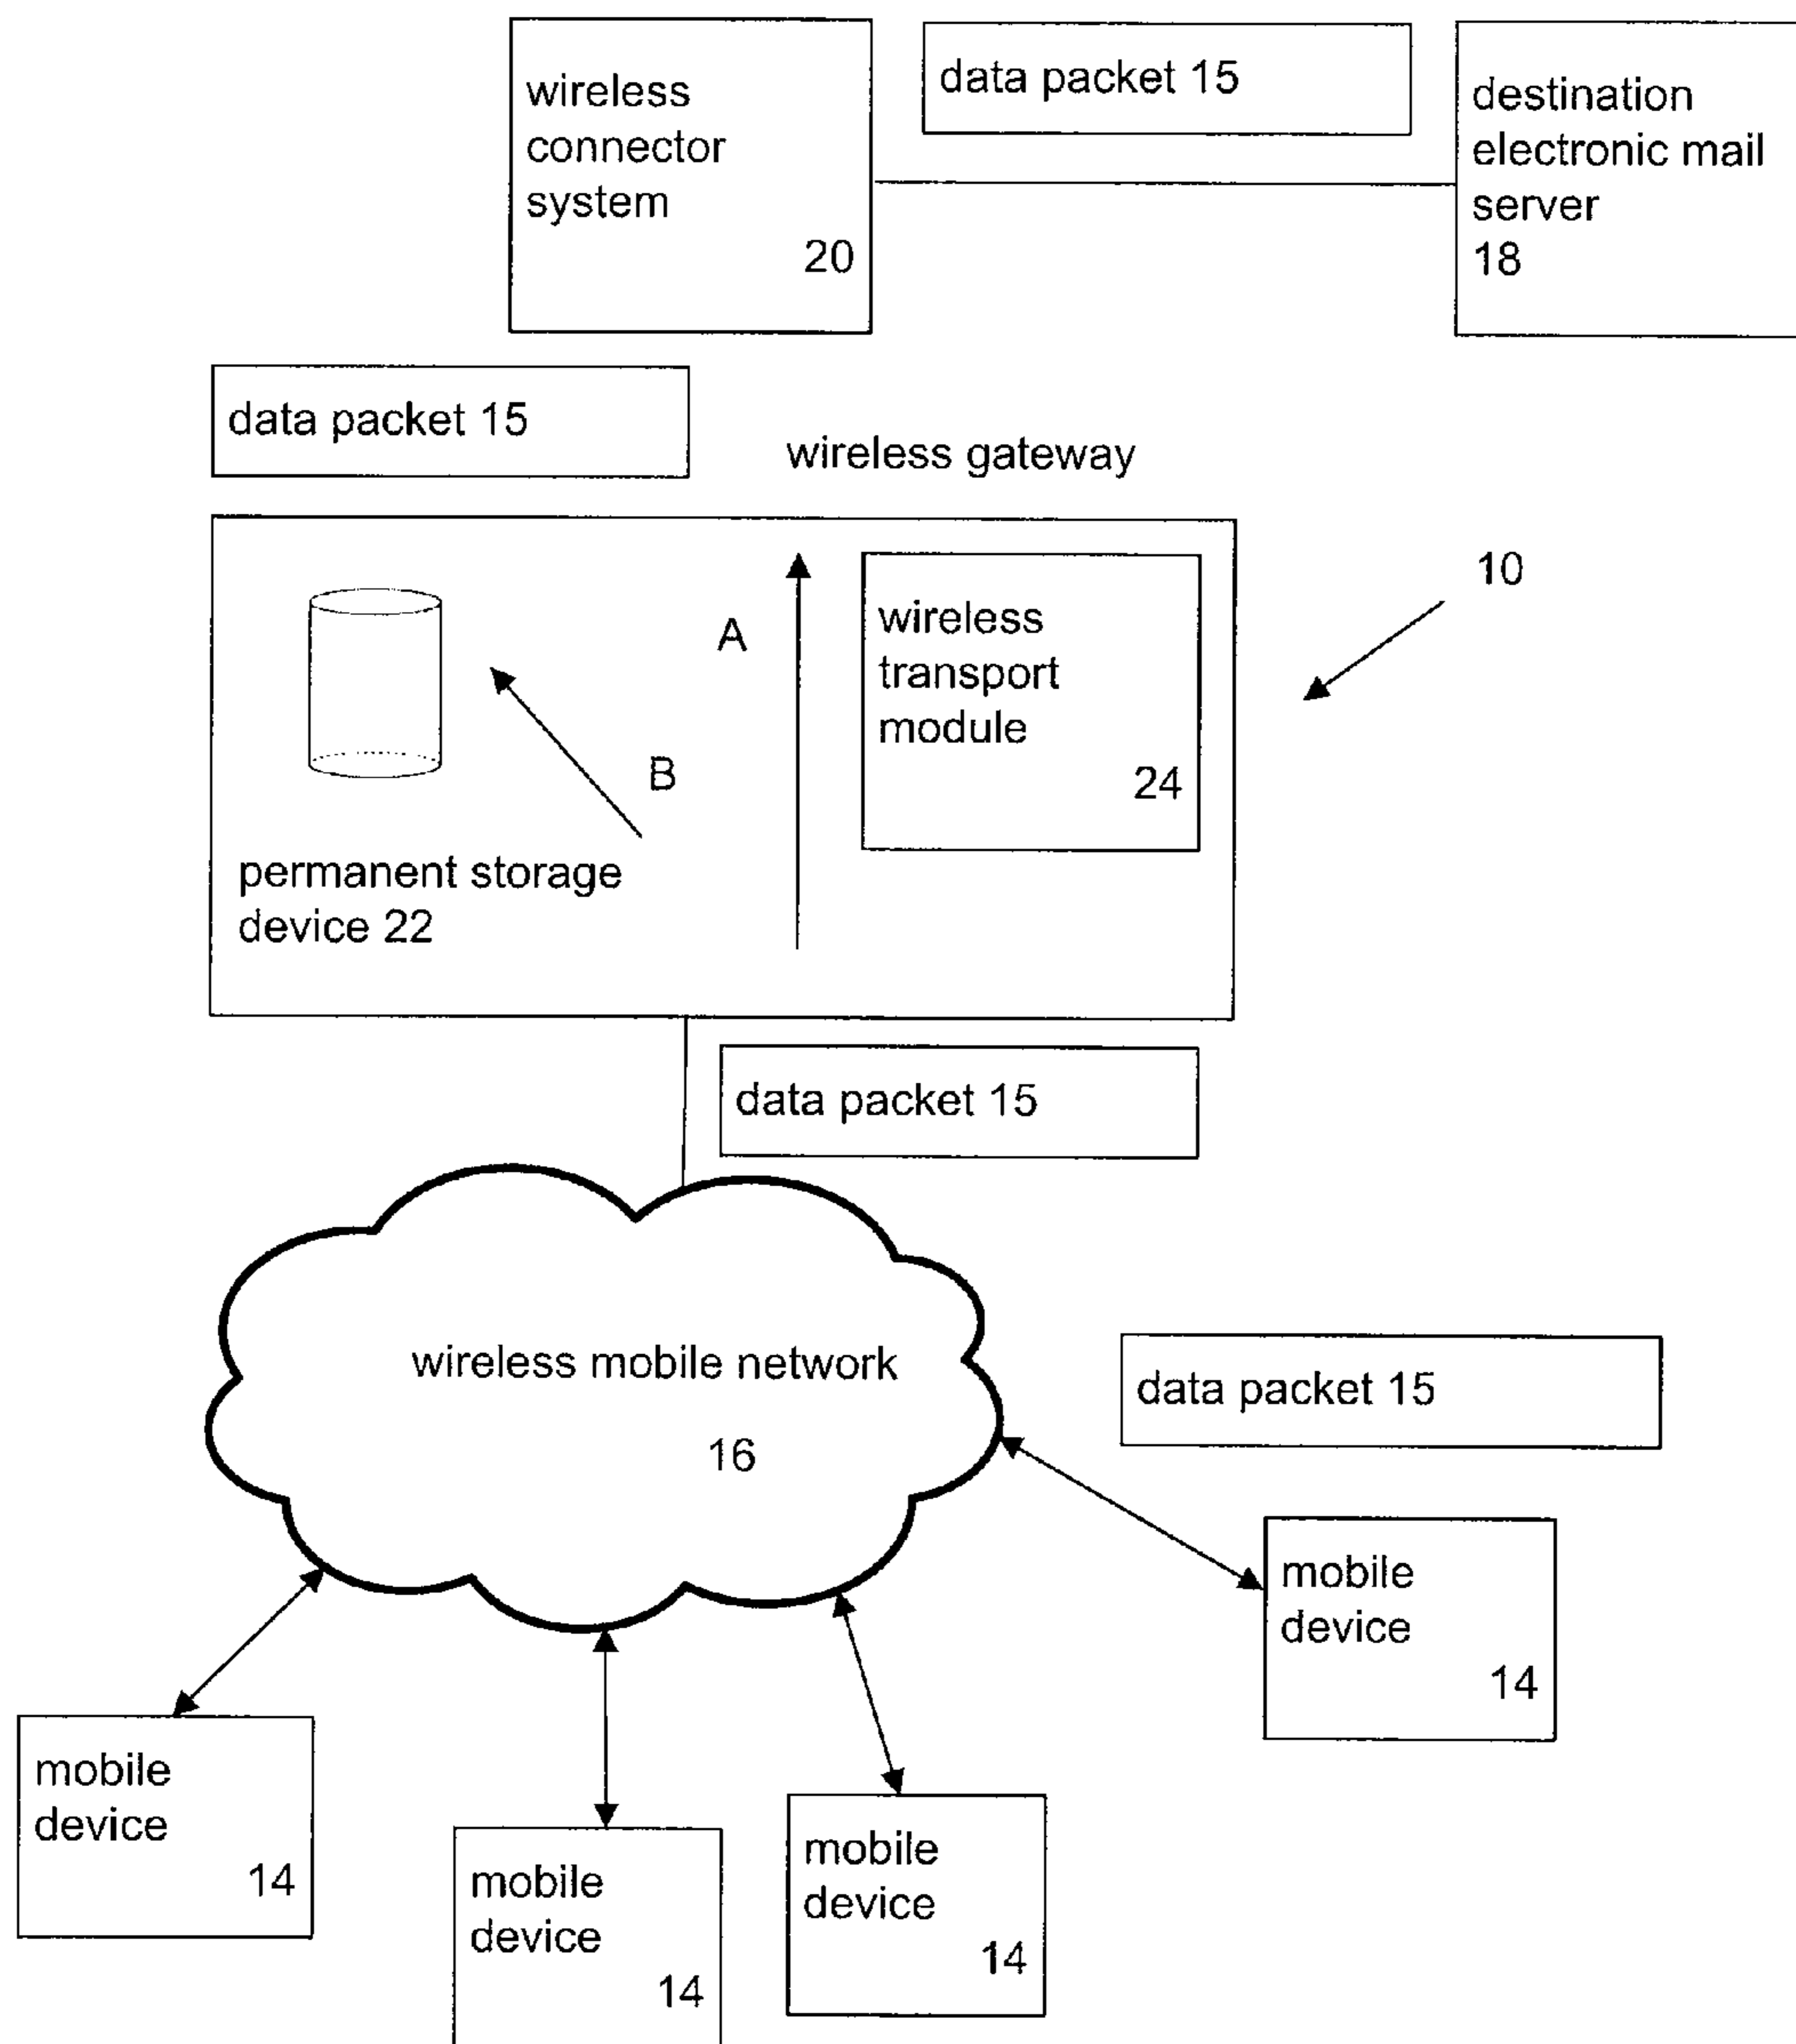 wireless
connector
system
20
data packet 15
destination
electronic mail
server
18
data packet 15
wireless gateway
10
A
wireless
transport
module
24
B
permanent storage
device 22
data packet 15
wireless mobile network
16
data packet 15
mobile
device
14
mobile
device
14
mobile
device
14
mobile
device
14